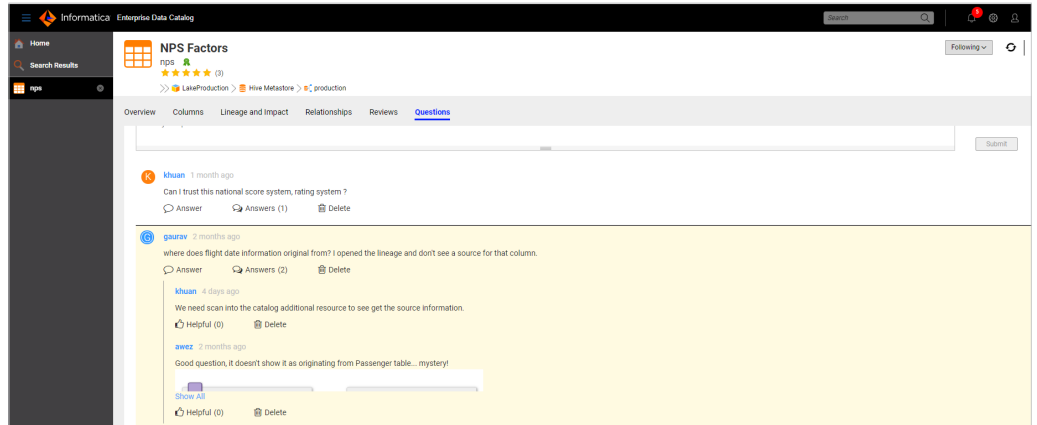 Informatica Enterprise Data Catalog Search 5
Home
Search Results
nps
NPS Factors
nps
(3)
LakeProduction Hive Metastore production
Following
Overview Columns Lineage and Impact Relationships Reviews Questions
Submit
K khuan 1 month ago
Can I trust this national score system, rating system ?
Answer Answers (1) Delete
G gaurav 2 months ago
where does flight date information original from? I opened the lineage and don't see a source for that column.
Answer Answers (2) Delete
khuan 4 days ago
We need scan into the catalog additional resource to see get the source information.
Helpful (0) Delete
awez 2 months ago
Good question, it doesn't show it as originating from Passenger table... mystery!
Show All
Helpful (0) Delete